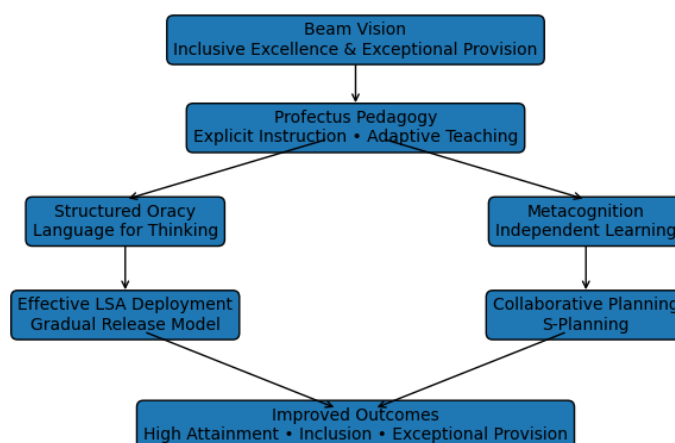 Beam Vision
Inclusive Excellence & Exceptional Provision
Profectus Pedagogy
Explicit Instruction • Adaptive Teaching
Structured Oracy
Language for Thinking
Metacognition
Independent Learning
Effective LSA Deployment
Gradual Release Model
Collaborative Planning
S-Planning
Improved Outcomes
High Attainment • Inclusion • Exceptional Provision